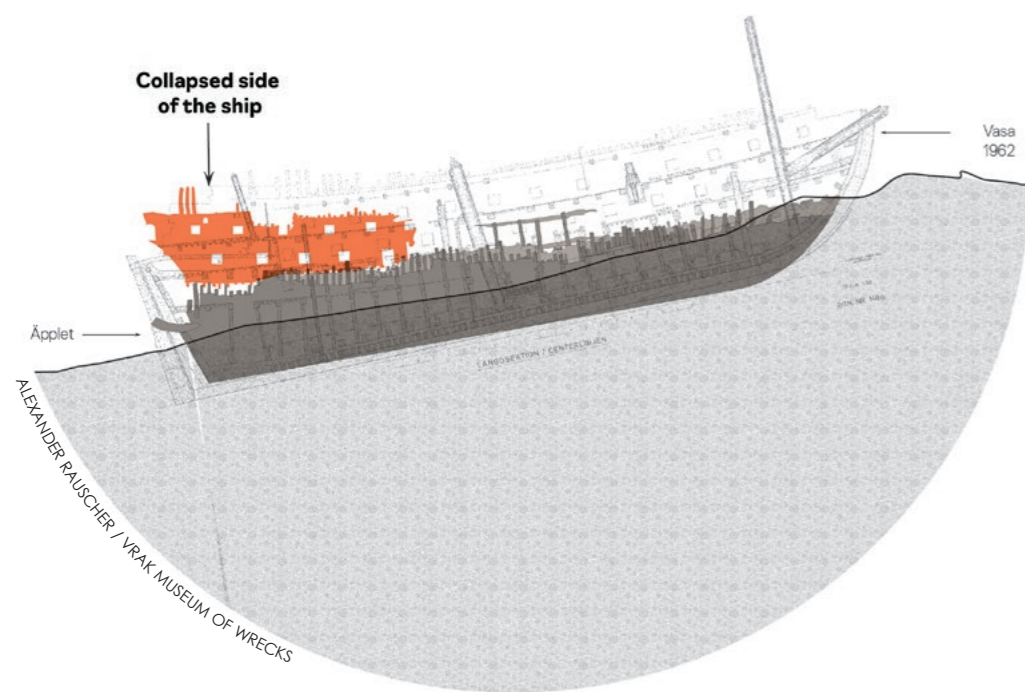 Collapsed side
of the ship
Vasa
1962
Äpplet
LÄNGDSEKTION / CENTERLINJEN
ALEXANDER RAUSCHER / VRAK MUSEUM OF WRECKS